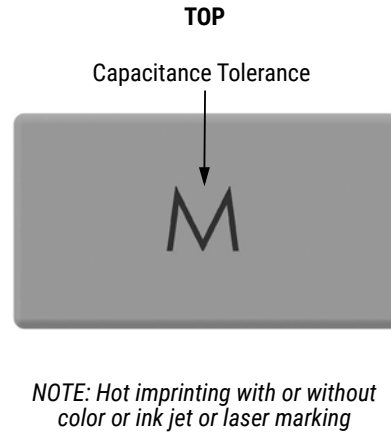 TOP
Capacitance Tolerance
M
NOTE: Hot imprinting with or without
color or ink jet or laser marking